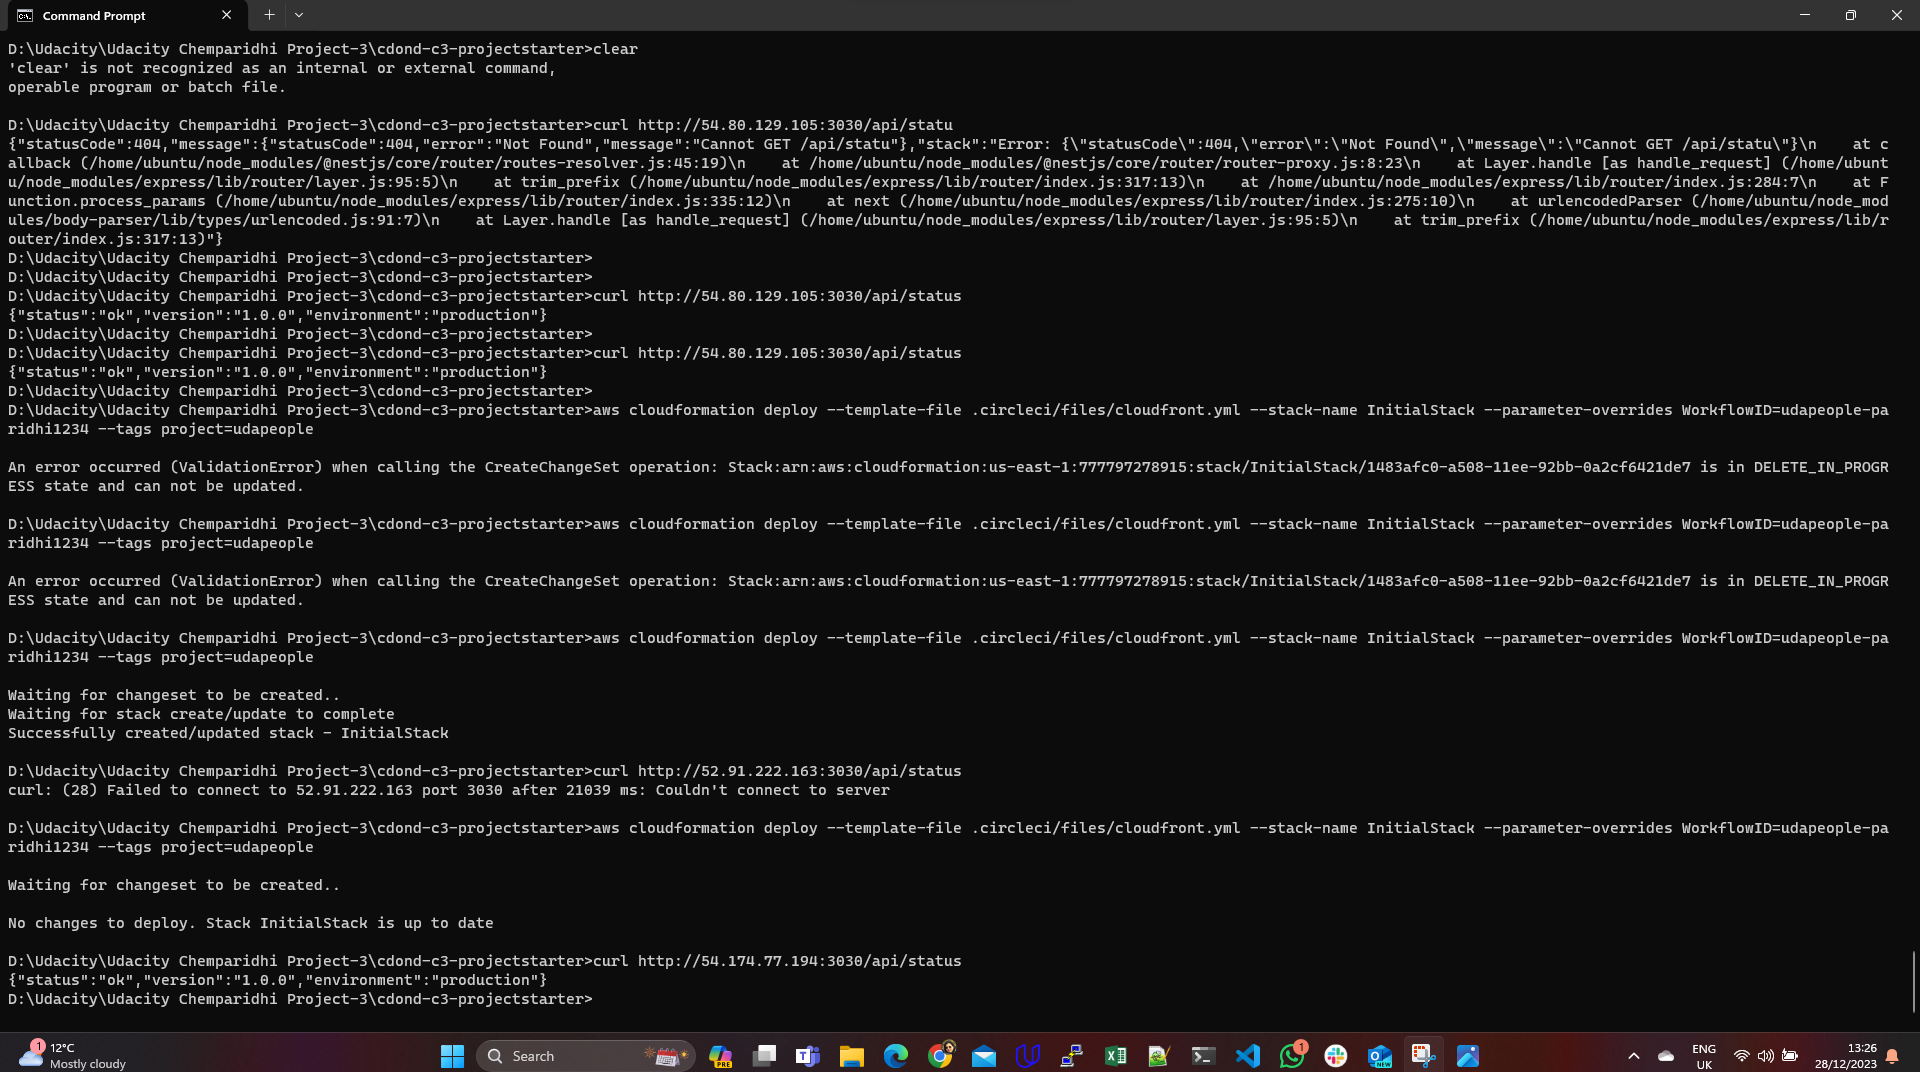 Command Prompt
D:\Udacity\Udacity Chemparidhi Project-3\cdond-c3-projectstarter>clear
'clear' is not recognized as an internal or external command,
operable program or batch file.
D:\Udacity\Udacity Chemparidhi Project-3\cdond-c3-projectstarter>curl http://54.80.129.105:3030/api/statu
{"statusCode":404,"message":{"statusCode":404,"error":"Not Found","message":"Cannot GET /api/statu"},"stack":"Error: {\"statusCode\":404,\"error\":\"Not Found\",\"message\":\"Cannot GET /api/statu\"}\n    at c
allback (/home/ubuntu/node_modules/@nestjs/core/router/routes-resolver.js:45:19)\n    at /home/ubuntu/node_modules/@nestjs/core/router/router-proxy.js:8:23\n    at Layer.handle [as handle_request] (/home/ubunt
u/node_modules/express/lib/router/layer.js:95:5)\n    at trim_prefix (/home/ubuntu/node_modules/express/lib/router/index.js:317:13)\n    at /home/ubuntu/node_modules/express/lib/router/index.js:284:7\n    at F
unction.process_params (/home/ubuntu/node_modules/express/lib/router/index.js:335:12)\n    at next (/home/ubuntu/node_modules/express/lib/router/index.js:275:10)\n    at urlencodedParser (/home/ubuntu/node_mod
ules/body-parser/lib/types/urlencoded.js:91:7)\n    at Layer.handle [as handle_request] (/home/ubuntu/node_modules/express/lib/router/layer.js:95:5)\n    at trim_prefix (/home/ubuntu/node_modules/express/lib/r
outer/index.js:317:13)"}
D:\Udacity\Udacity Chemparidhi Project-3\cdond-c3-projectstarter>
D:\Udacity\Udacity Chemparidhi Project-3\cdond-c3-projectstarter>
D:\Udacity\Udacity Chemparidhi Project-3\cdond-c3-projectstarter>curl http://54.80.129.105:3030/api/status
{"status":"ok","version":"1.0.0","environment":"production"}
D:\Udacity\Udacity Chemparidhi Project-3\cdond-c3-projectstarter>
D:\Udacity\Udacity Chemparidhi Project-3\cdond-c3-projectstarter>curl http://54.80.129.105:3030/api/status
{"status":"ok","version":"1.0.0","environment":"production"}
D:\Udacity\Udacity Chemparidhi Project-3\cdond-c3-projectstarter>
D:\Udacity\Udacity Chemparidhi Project-3\cdond-c3-projectstarter>aws cloudformation deploy --template-file .circleci/files/cloudfront.yml --stack-name InitialStack --parameter-overrides WorkflowID=udapeople-pa
ridhi1234 --tags project=udapeople
An error occurred (ValidationError) when calling the CreateChangeSet operation: Stack:arn:aws:cloudformation:us-east-1:777797278915:stack/InitialStack/1483afc0-a508-11ee-92bb-0a2cf6421de7 is in DELETE_IN_PROGR
ESS state and can not be updated.
D:\Udacity\Udacity Chemparidhi Project-3\cdond-c3-projectstarter>aws cloudformation deploy --template-file .circleci/files/cloudfront.yml --stack-name InitialStack --parameter-overrides WorkflowID=udapeople-pa
ridhi1234 --tags project=udapeople
An error occurred (ValidationError) when calling the CreateChangeSet operation: Stack:arn:aws:cloudformation:us-east-1:777797278915:stack/InitialStack/1483afc0-a508-11ee-92bb-0a2cf6421de7 is in DELETE_IN_PROGR
ESS state and can not be updated.
D:\Udacity\Udacity Chemparidhi Project-3\cdond-c3-projectstarter>aws cloudformation deploy --template-file .circleci/files/cloudfront.yml --stack-name InitialStack --parameter-overrides WorkflowID=udapeople-pa
ridhi1234 --tags project=udapeople
Waiting for changeset to be created..
Waiting for stack create/update to complete
Successfully created/updated stack - InitialStack
D:\Udacity\Udacity Chemparidhi Project-3\cdond-c3-projectstarter>curl http://52.91.222.163:3030/api/status
curl: (28) Failed to connect to 52.91.222.163 port 3030 after 21039 ms: Couldn't connect to server
D:\Udacity\Udacity Chemparidhi Project-3\cdond-c3-projectstarter>aws cloudformation deploy --template-file .circleci/files/cloudfront.yml --stack-name InitialStack --parameter-overrides WorkflowID=udapeople-pa
ridhi1234 --tags project=udapeople
Waiting for changeset to be created..
No changes to deploy. Stack InitialStack is up to date
D:\Udacity\Udacity Chemparidhi Project-3\cdond-c3-projectstarter>curl http://54.174.77.194:3030/api/status
{"status":"ok","version":"1.0.0","environment":"production"}
D:\Udacity\Udacity Chemparidhi Project-3\cdond-c3-projectstarter>
1
12°C
Mostly cloudy
Search
PRE
1
NEW
ENG
UK
13:26
28/12/2023